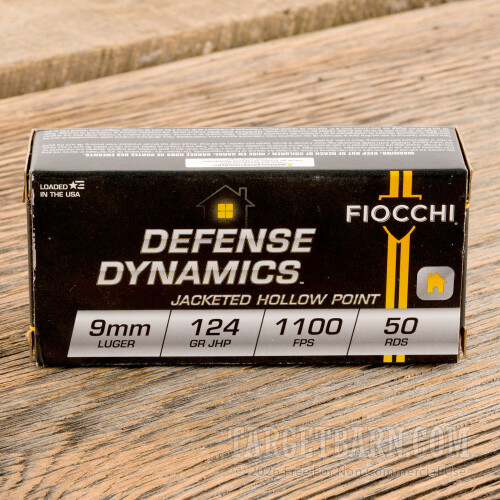 LOADED
IN THE USA
FIOCCHI
DEFENSE
DYNAMICS
JACKETED HOLLOW POINT
9mm
LUGER
124
GR JHP
1100
FPS
50
RDS
TARGETBARN.COM